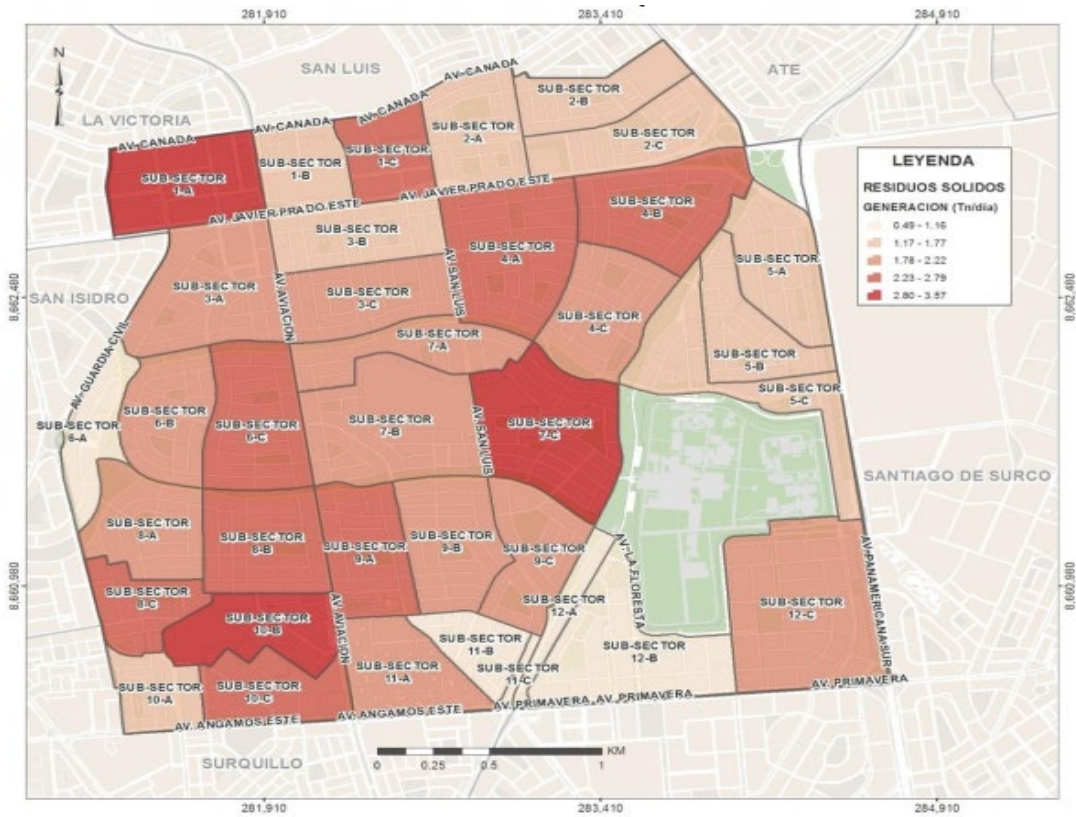 281,910
283,410
284,910
N
SAN LUIS
ATE
LA VICTORIA
AV. CANADA
AV. CANADA
AV. CANADA
AV. CANADA
SUB-SECTOR
2-B
SUB-SECTOR
2-A
SUB-SECTOR
2-C
SUB-SECTOR
1-A
SUB-SECTOR
1-B
SUB-SECTOR
1-C
AV. JAVIER PRADO ESTE
AV. JAVIER PRADO ESTE
LEYENDA
RESIDUOS SOLIDOS
GENERACION (Tn/día)
0.49 - 1.16
1.17 - 1.77
1.78 - 2.22
2.23 - 2.79
2.80 - 3.57
SUB-SECTOR
3-B
SUB-SECTOR
4-A
SUB-SECTOR
4-B
SUB-SECTOR
5-A
SAN ISIDRO
SUB-SECTOR
3-A
AV. AVIACION
SUB-SECTOR
3-C
AV. SAN LUIS
SUB-SECTOR
4-C
8,662,480
8,662,480
AV. GUARDIA CIVIL
SUB-SECTOR
7-A
SUB-SECTOR
5-B
SUB-SECTOR
5-C
SUB-SECTOR
6-A
SUB-SECTOR
6-B
SUB-SECTOR
6-C
SUB-SECTOR
7-B
AV. SAN LUIS
SUB-SECTOR
7-C
SANTIAGO DE SURCO
SUB-SECTOR
8-A
SUB-SECTOR
8-B
SUB-SECTOR
9-A
SUB-SECTOR
9-B
SUB-SECTOR
9-C
AV. LA FLORESTA
AV. PANAMERICANA SUR
8,660,980
8,660,980
SUB-SECTOR
8-C
SUB-SECTOR
10-B
AV. AVIACION
SUB-SECTOR
12-A
SUB-SECTOR
12-C
SUB-SECTOR
11-B
SUB-SECTOR
12-B
SUB-SECTOR
11-A
SUB-SECTOR
11-C
SUB-SECTOR
10-A
SUB-SECTOR
10-C
AV. ANGAMOS ESTE
AV. ANGAMOS ESTE
AV. PRIMAVERA
AV. PRIMAVERA
AV. PRIMAVERA
SURQUILLO
KM
0
0.25
0.5
1
281,910
283,410
284,910